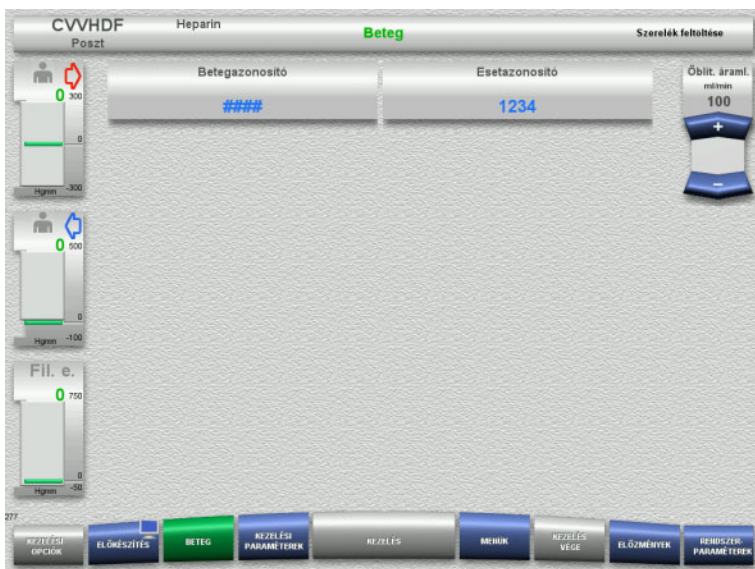 CVVHDF
Poszt
Heparin
Beteg
Szerelék feltöltése
Betegazonosító
####
Esetazonosító
1234
Öblit. áraml.
ml/min
100
+
−
0
300
0
-300
Hgmm
0
500
0
-100
Hgmm
Fil. e.
0
750
0
-50
Hgmm
277
KEZELÉSI
OPCIÓK
ELŐKÉSZÍTÉS
BETEG
KEZELÉSI
PARAMÉTEREK
KEZELÉS
MENÜK
KEZELÉS
VÉGE
ELŐZMÉNYEK
RENDSZER-
PARAMÉTEREK